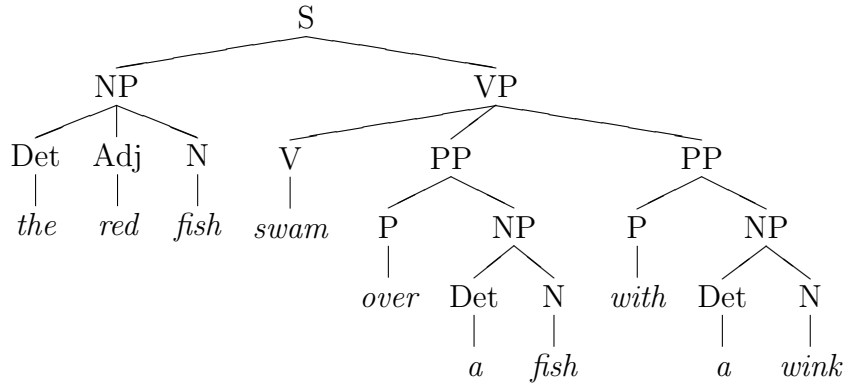 S
NP VP
Det Adj N V PP PP
the red fish swam P NP P NP
over Det N with Det N
a fish a wink